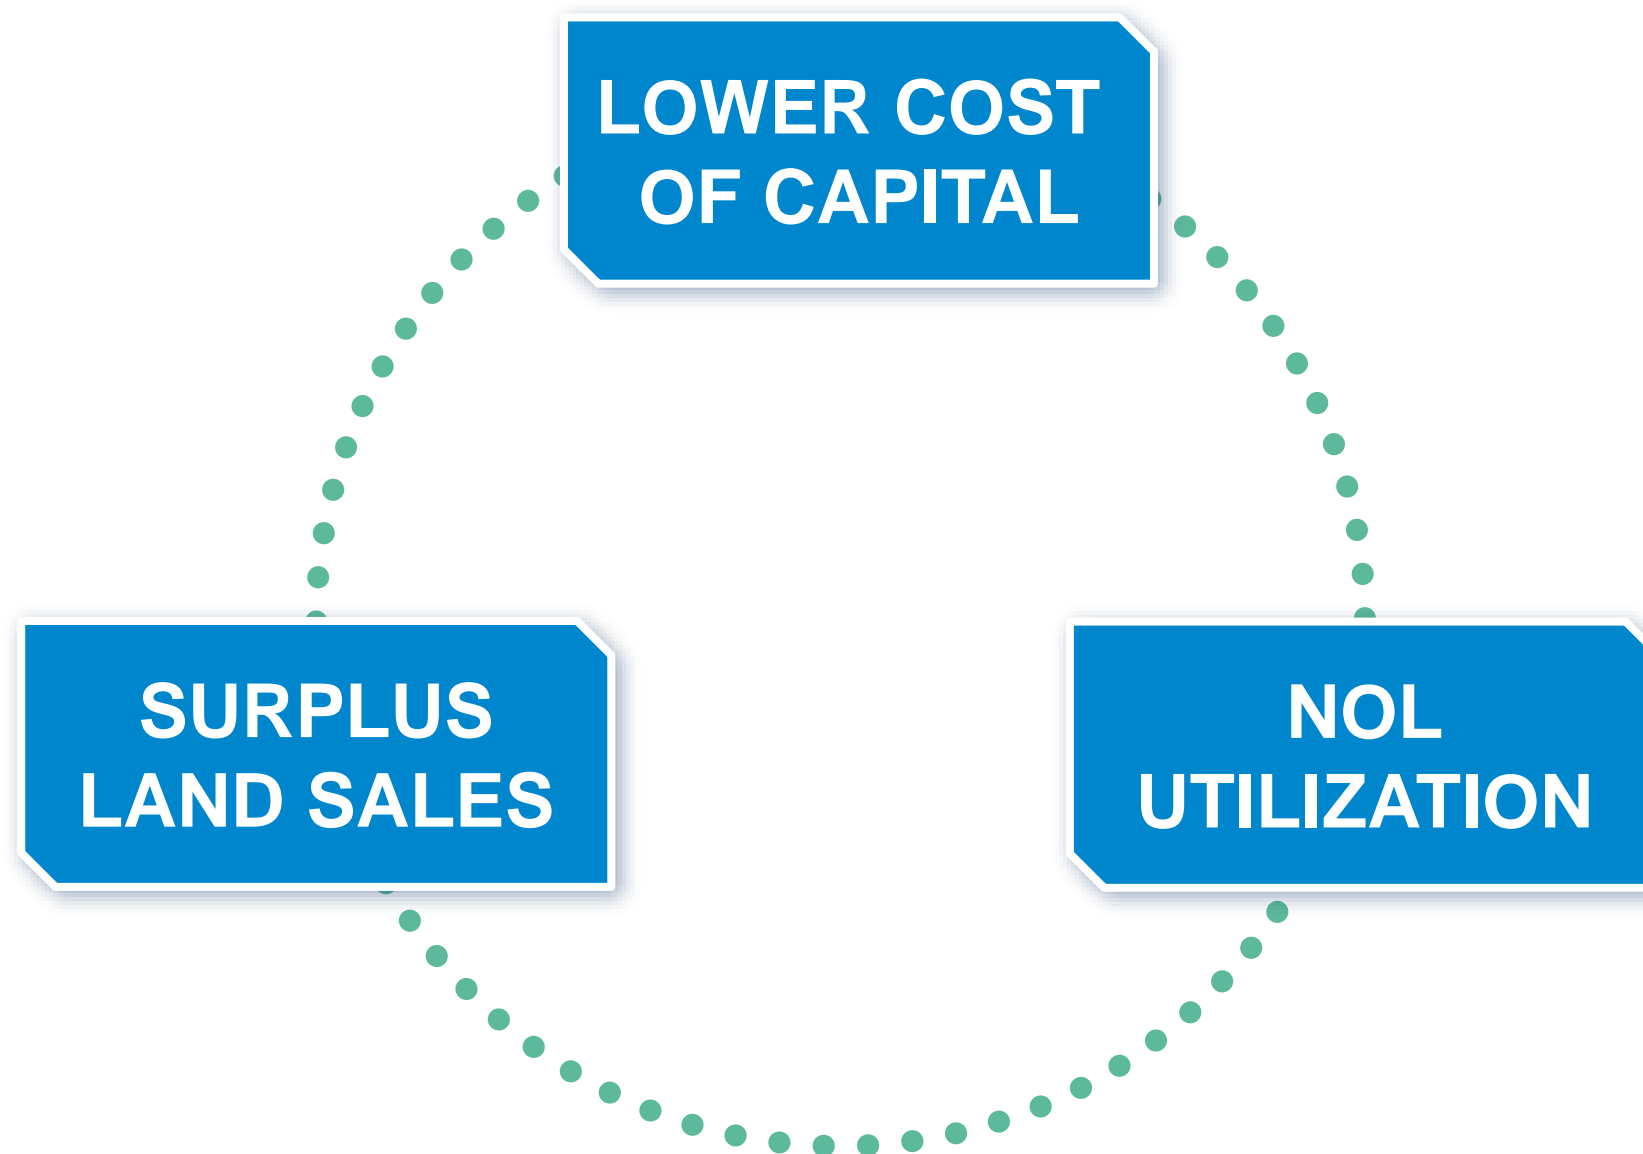 LOWER COST
OF CAPITAL
SURPLUS
LAND SALES
NOL
UTILIZATION